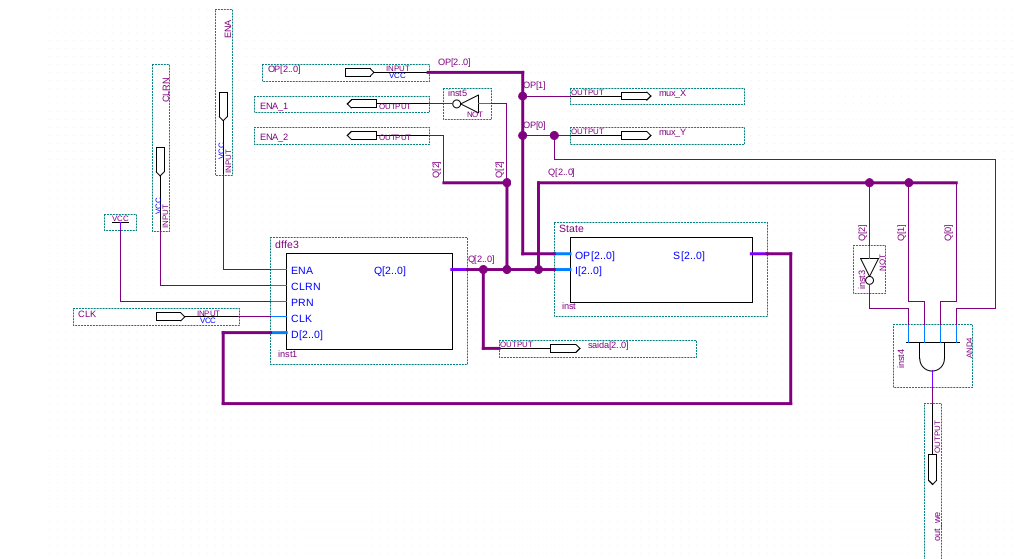 ENA
CLRN
OP[2..0]
INPUT
VCC
OP[2..0]
inst5
NOT
ENA_1
OUTPUT
ENA_2
OUTPUT
OP[1]
OUTPUT
mux_X
OP[0]
OUTPUT
mux_Y
VCC
INPUT
VCC
INPUT
Q[2]
Q[2]
Q[2..0]
VCC
dffe3
ENA
CLRN
PRN
CLK
D[2..0]
Q[2..0]
inst1
Q[2..0]
State
OP[2..0]
I[2..0]
S[2..0]
inst
Q[2]
Q[1]
Q[0]
inst3
NOT
CLK
INPUT
VCC
OUTPUT
saida[2..0]
inst4
AND4
OUTPUT
out_we